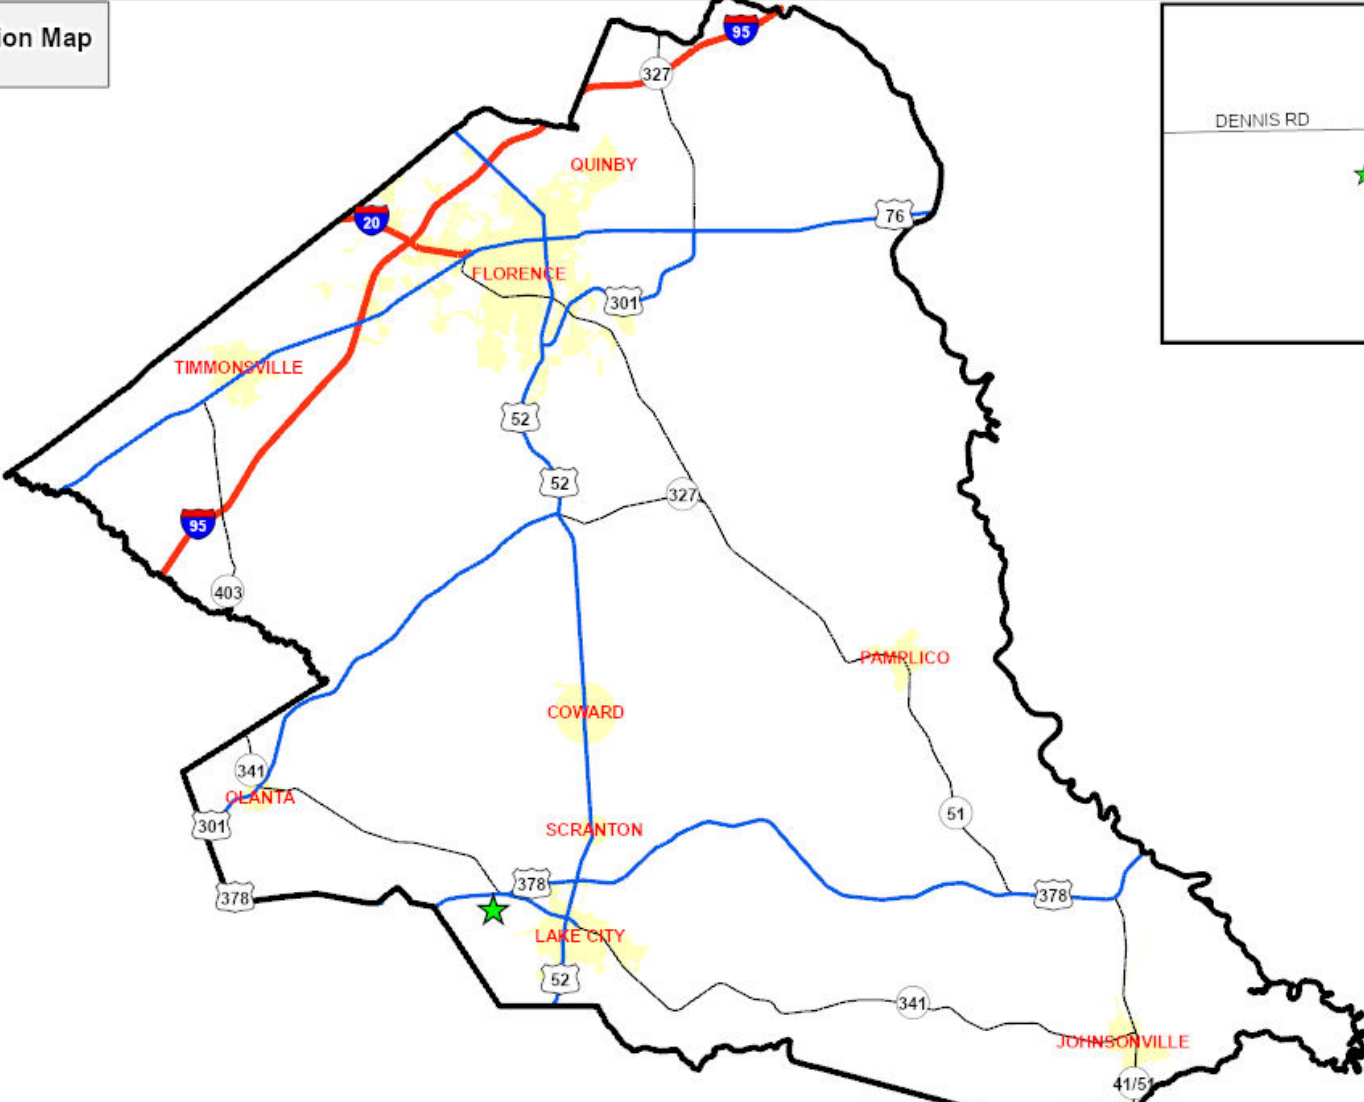 ion Map
95
327
DENNIS RD
QUINBY
20
76
FLORENCE
301
TIMMONSVILLE
52
52
327
95
403
PAMPLICO
COWARD
341
OLANTA
301
51
SCRANTON
378
378
378
LAKE CITY
52
341
JOHNSONVILLE
41/51